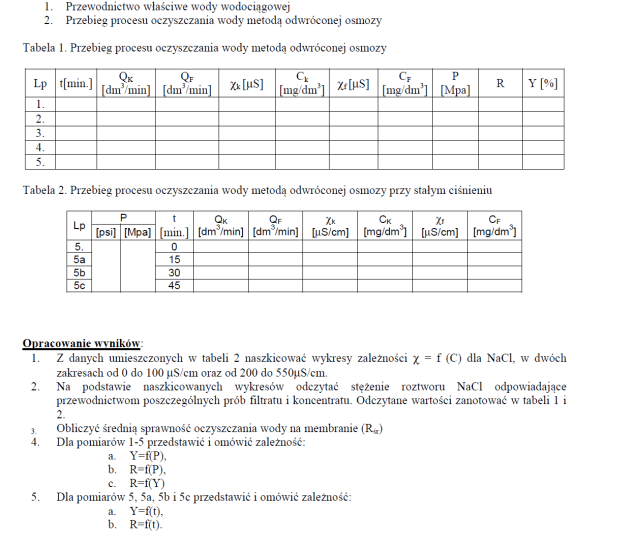 1. Przewodnictwo właściwe wody wodociągowej
2. Przebieg procesu oczyszczania wody metodą odwróconej osmozy
Tabela 1. Przebieg procesu oczyszczania wody metodą odwróconej osmozy
Lp t[min.] QK [dm³/min] QF [dm³/min] χk[µS] Ck [mg/dm³] χf[µS] CF [mg/dm³] P [Mpa] R Y [%]
1.
2.
3.
4.
5.
Tabela 2. Przebieg procesu oczyszczania wody metodą odwróconej osmozy przy stałym ciśnieniu
Lp P [psi] [Mpa] t [min.] QK [dm³/min] QF [dm³/min] χk [µS/cm] CK [mg/dm³] χf [µS/cm] CF [mg/dm³]
5. 0
5a 15
5b 30
5c 45
Opracowanie wyników:
1. Z danych umieszczonych w tabeli 2 naszkicować wykresy zależności χ = f (C) dla NaCl, w dwóch
zakresach od 0 do 100 µS/cm oraz od 200 do 550µS/cm.
2. Na podstawie naszkicowanych wykresów odczytać stężenie roztworu NaCl odpowiadające
przewodnictwom poszczególnych prób filtratu i koncentratu. Odczytane wartości zanotować w tabeli 1 i
2.
3. Obliczyć średnią sprawność oczyszczania wody na membranie (Rśr)
4. Dla pomiarów 1-5 przedstawić i omówić zależność:
a. Y=f(P),
b. R=f(P),
c. R=f(Y)
5. Dla pomiarów 5, 5a, 5b i 5c przedstawić i omówić zależność:
a. Y=f(t),
b. R=f(t).